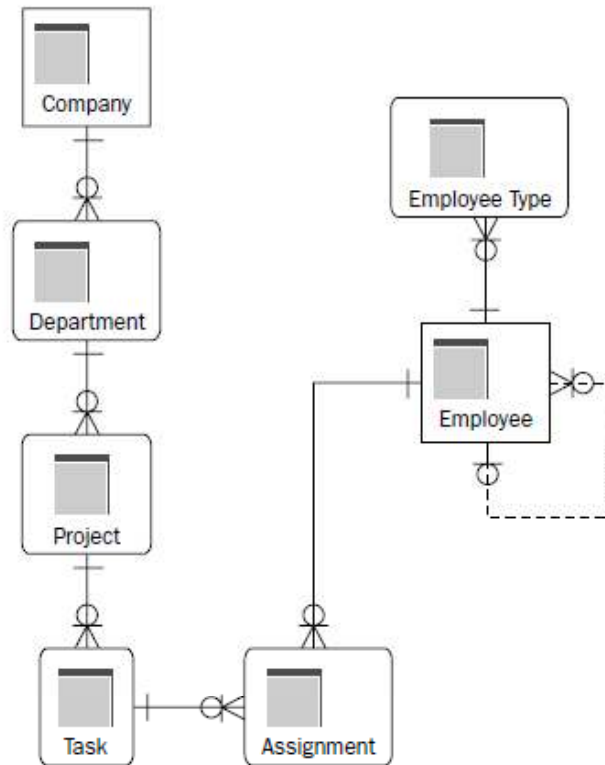 Company
Employee Type
Department
Employee
Project
Task
Assignment